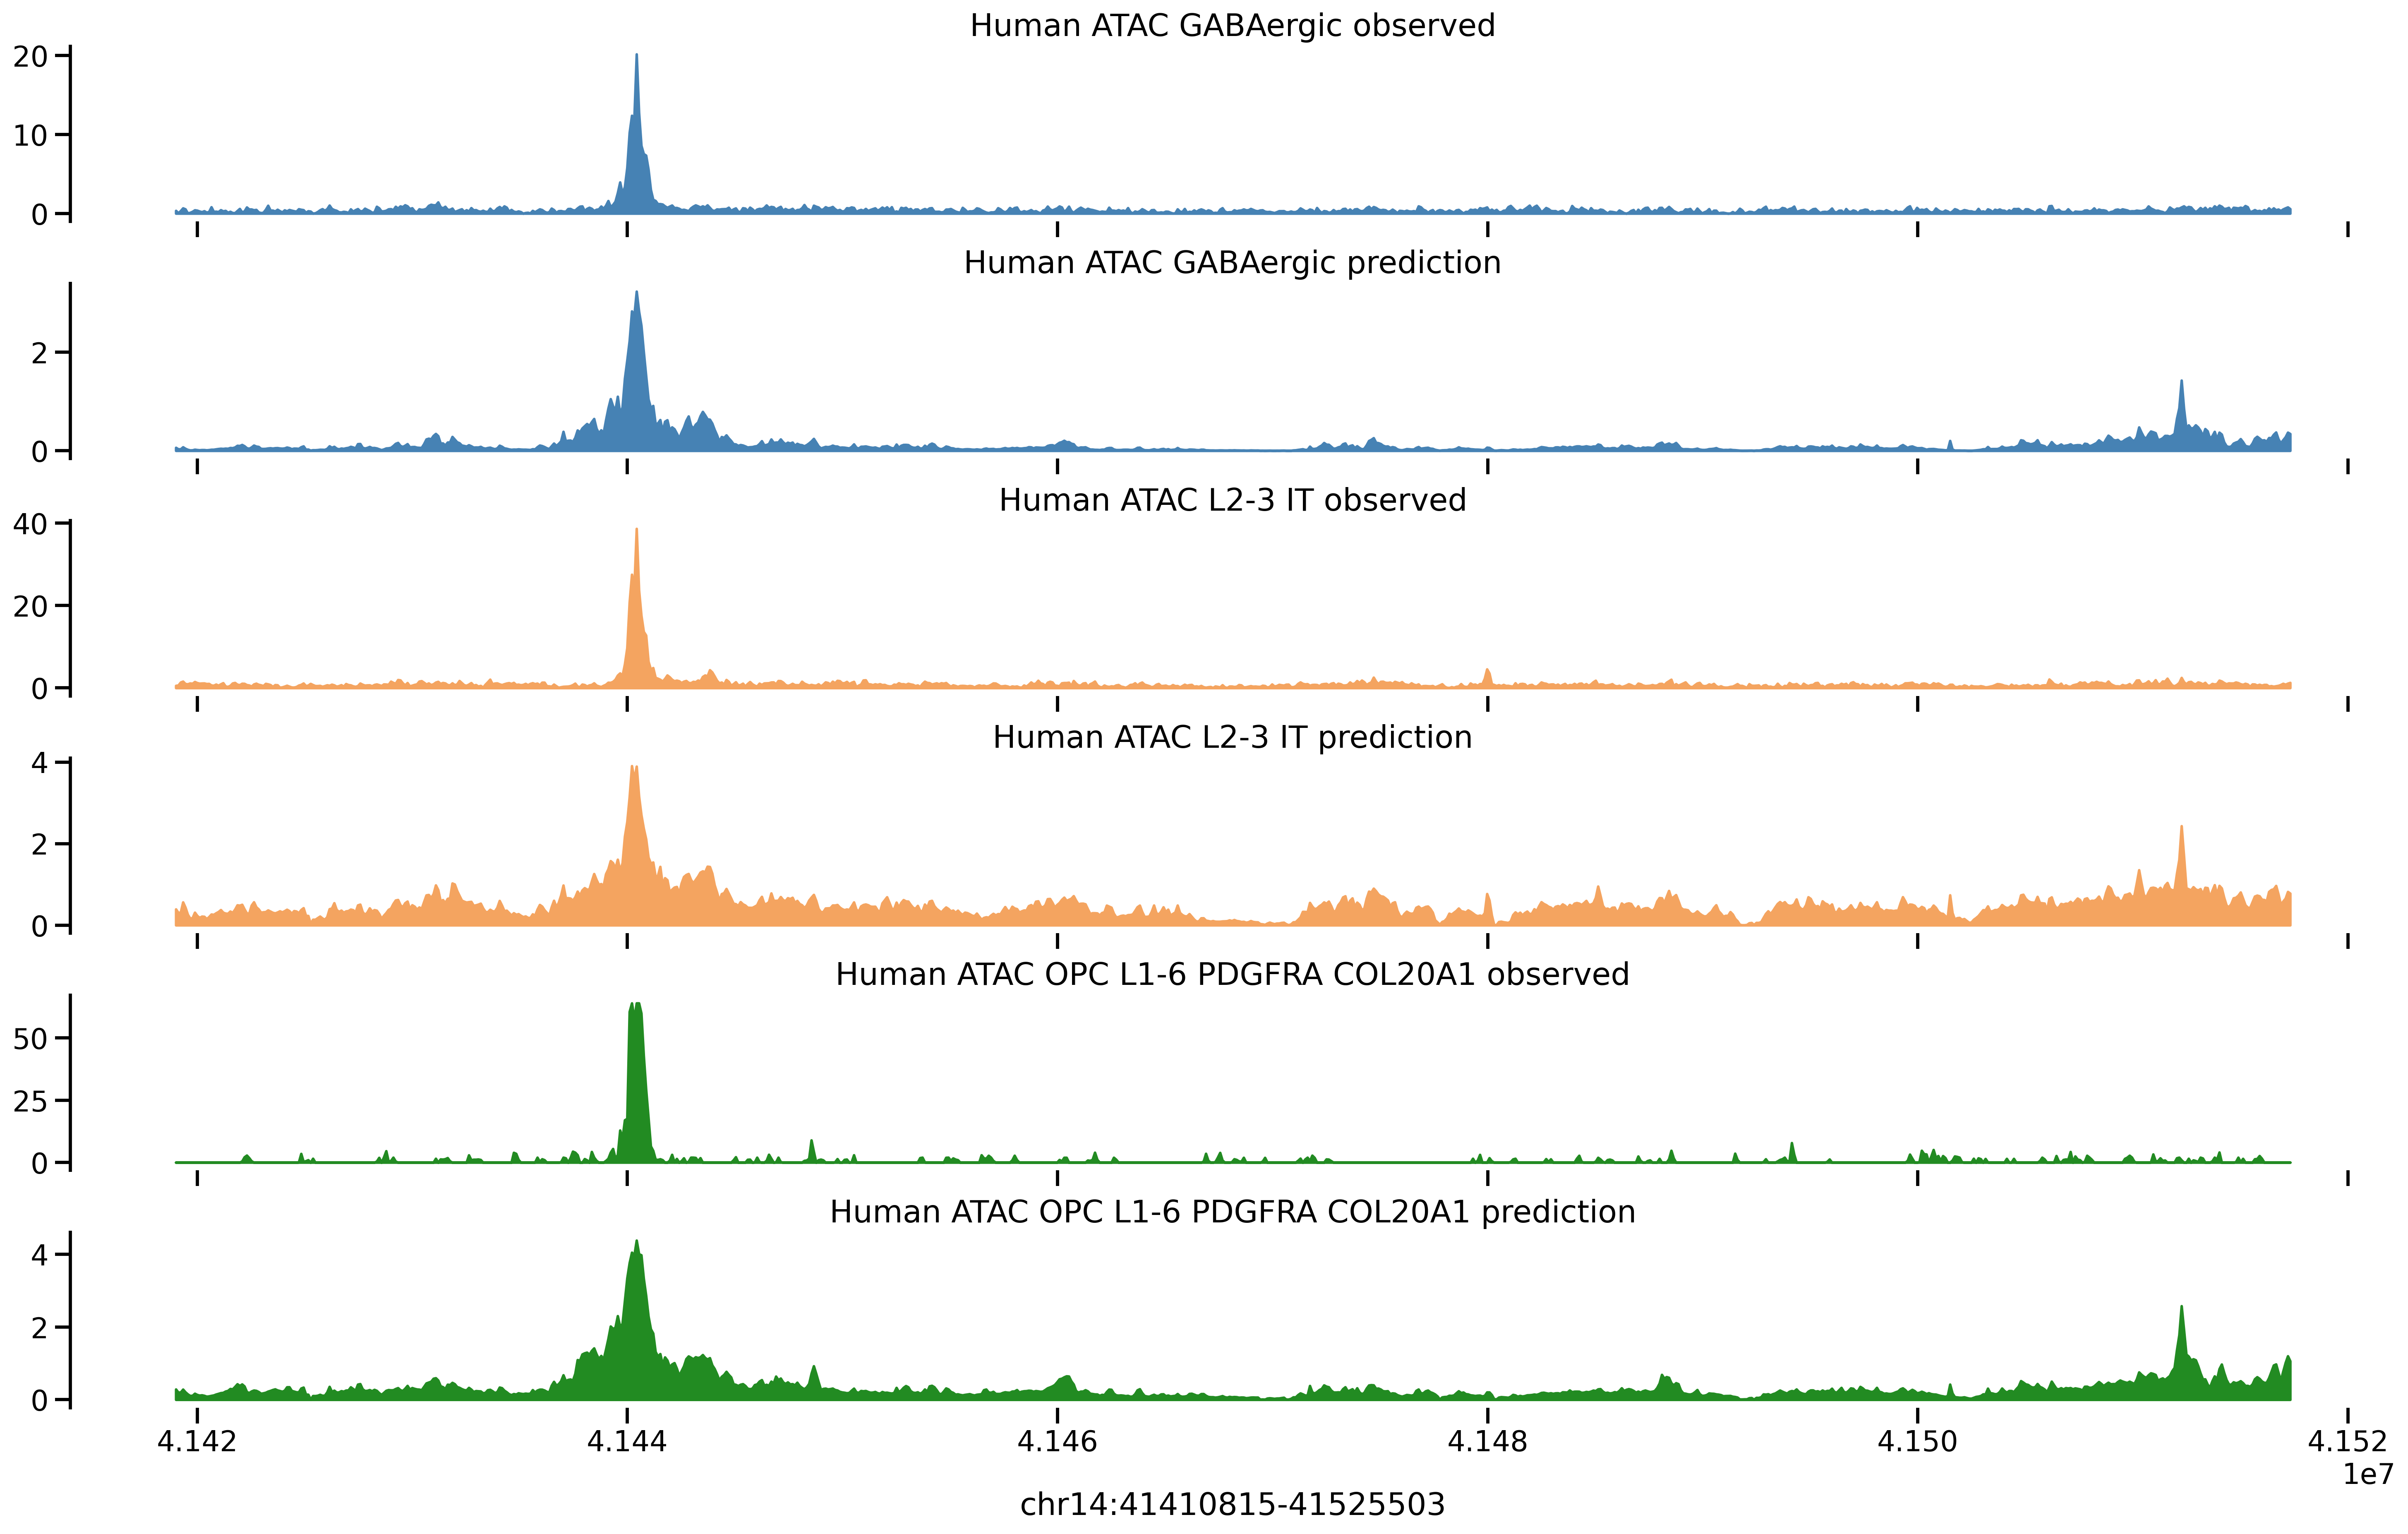 Human ATAC GABAergic observed
20
10
0
Human ATAC GABAergic prediction
2
0
Human ATAC L2-3 IT observed
40
20
0
Human ATAC L2-3 IT prediction
4
2
0
Human ATAC OPC L1-6 PDGFRA COL20A1 observed
50
25
0
Human ATAC OPC L1-6 PDGFRA COL20A1 prediction
4
2
0
4.142 4.144 4.146 4.148 4.150 4.152
1e7
chr14:41410815-41525503